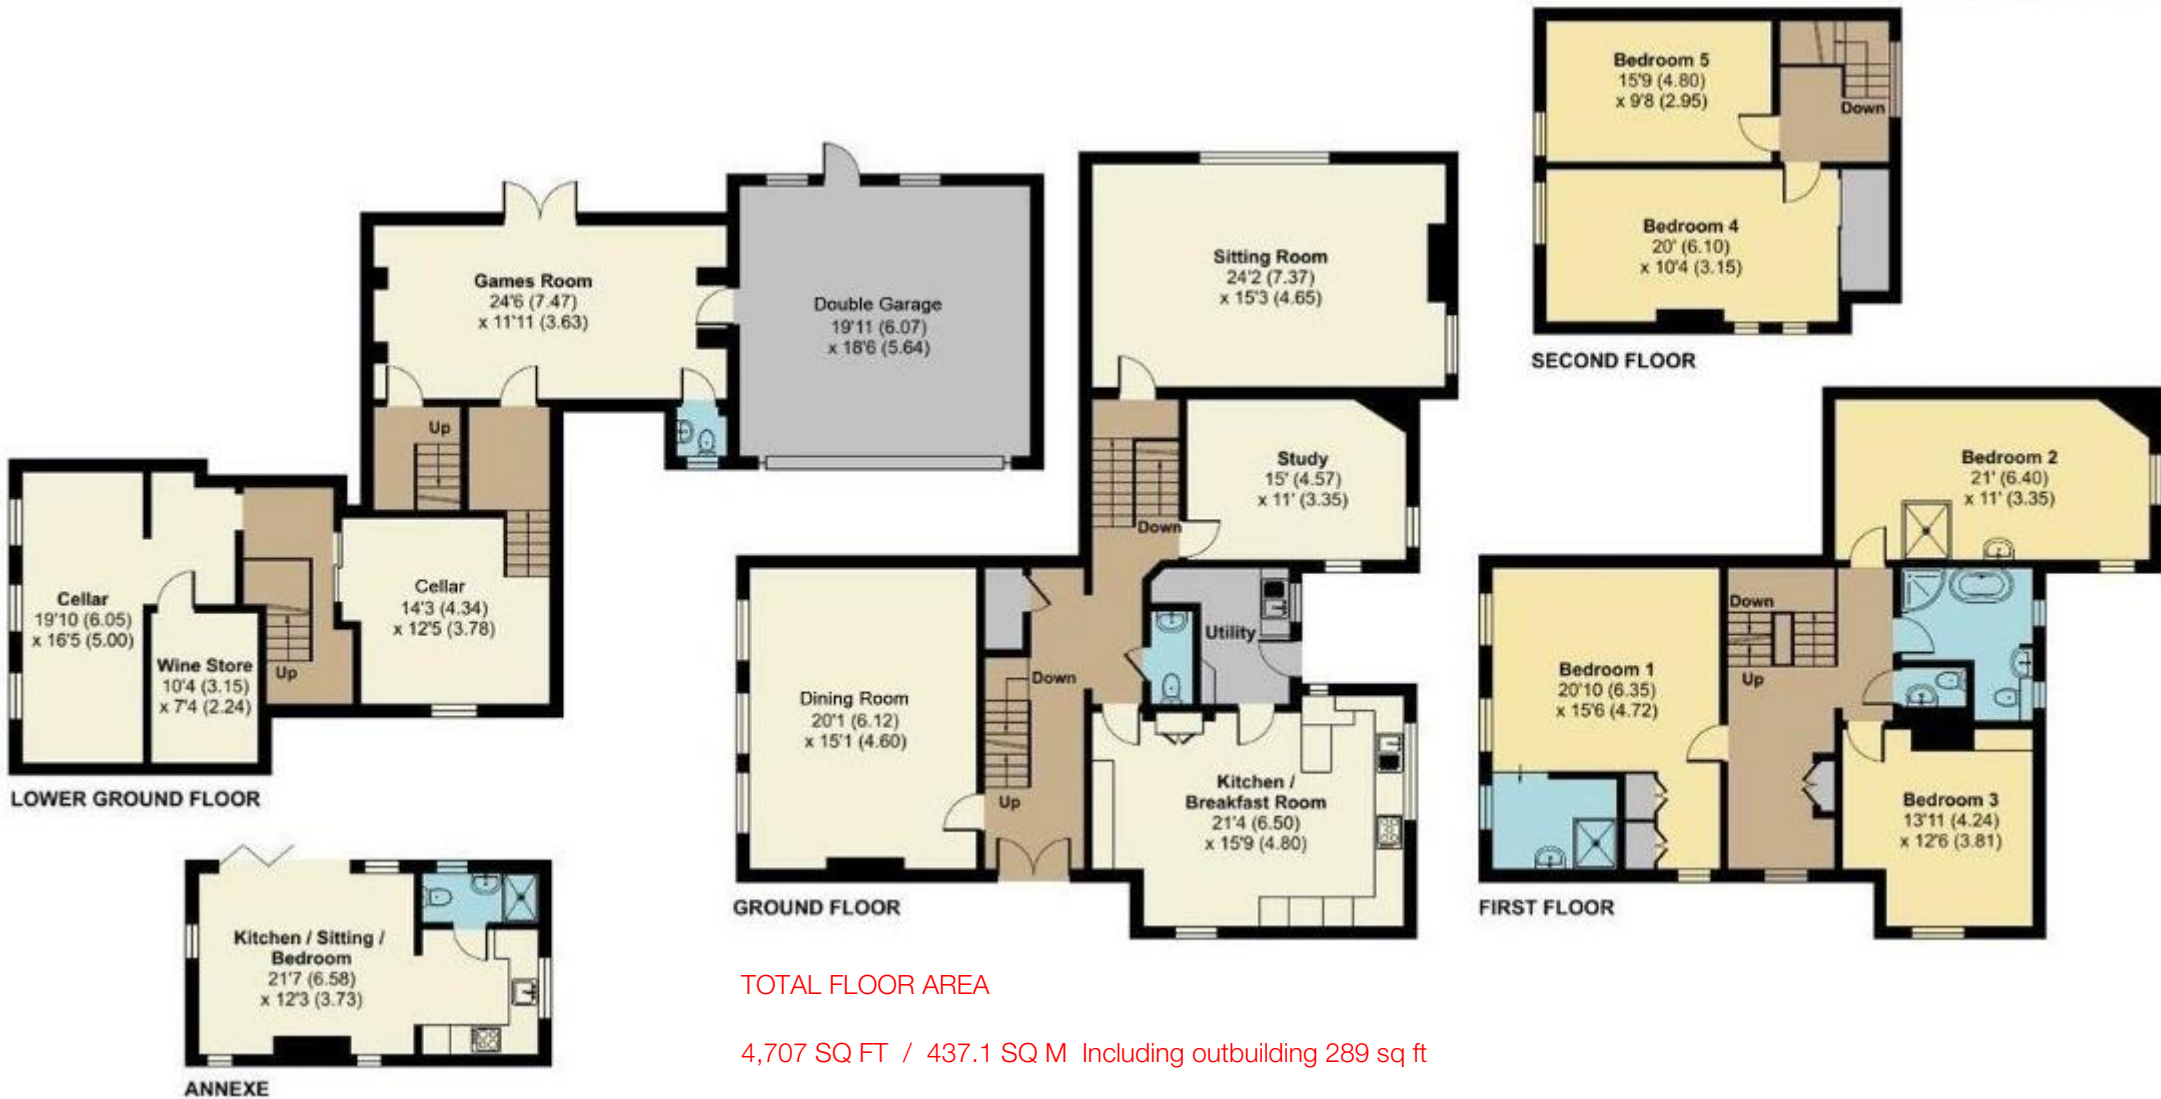 Bedroom 5
15'9 (4.80)
x 9'8 (2.95)
Down
Bedroom 4
20' (6.10)
x 10'4 (3.15)
SECOND FLOOR
Games Room
24'6 (7.47)
x 11'11 (3.63)
Double Garage
19'11 (6.07)
x 18'6 (5.64)
Up
Cellar
19'10 (6.05)
x 16'5 (5.00)
Wine Store
10'4 (3.15)
x 7'4 (2.24)
Up
Cellar
14'3 (4.34)
x 12'5 (3.78)
LOWER GROUND FLOOR
Sitting Room
24'2 (7.37)
x 15'3 (4.65)
Study
15' (4.57)
x 11' (3.35)
Down
Utility
Down
Dining Room
20'1 (6.12)
x 15'1 (4.60)
Up
Kitchen /
Breakfast Room
21'4 (6.50)
x 15'9 (4.80)
GROUND FLOOR
Bedroom 2
21' (6.40)
x 11' (3.35)
Down
Up
Bedroom 1
20'10 (6.35)
x 15'6 (4.72)
Bedroom 3
13'11 (4.24)
x 12'6 (3.81)
FIRST FLOOR
Kitchen / Sitting /
Bedroom
21'7 (6.58)
x 12'3 (3.73)
ANNEXE
TOTAL FLOOR AREA
4,707 SQ FT / 437.1 SQ M Including outbuilding 289 sq ft